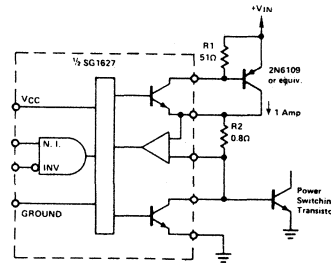 +VIN
R1
51Ω
½ SG1627
2N6109
or equiv.
VCC
1 Amp
N. I.
R2
0.8Ω
INV
Power
Switching
Transisto
GROUND